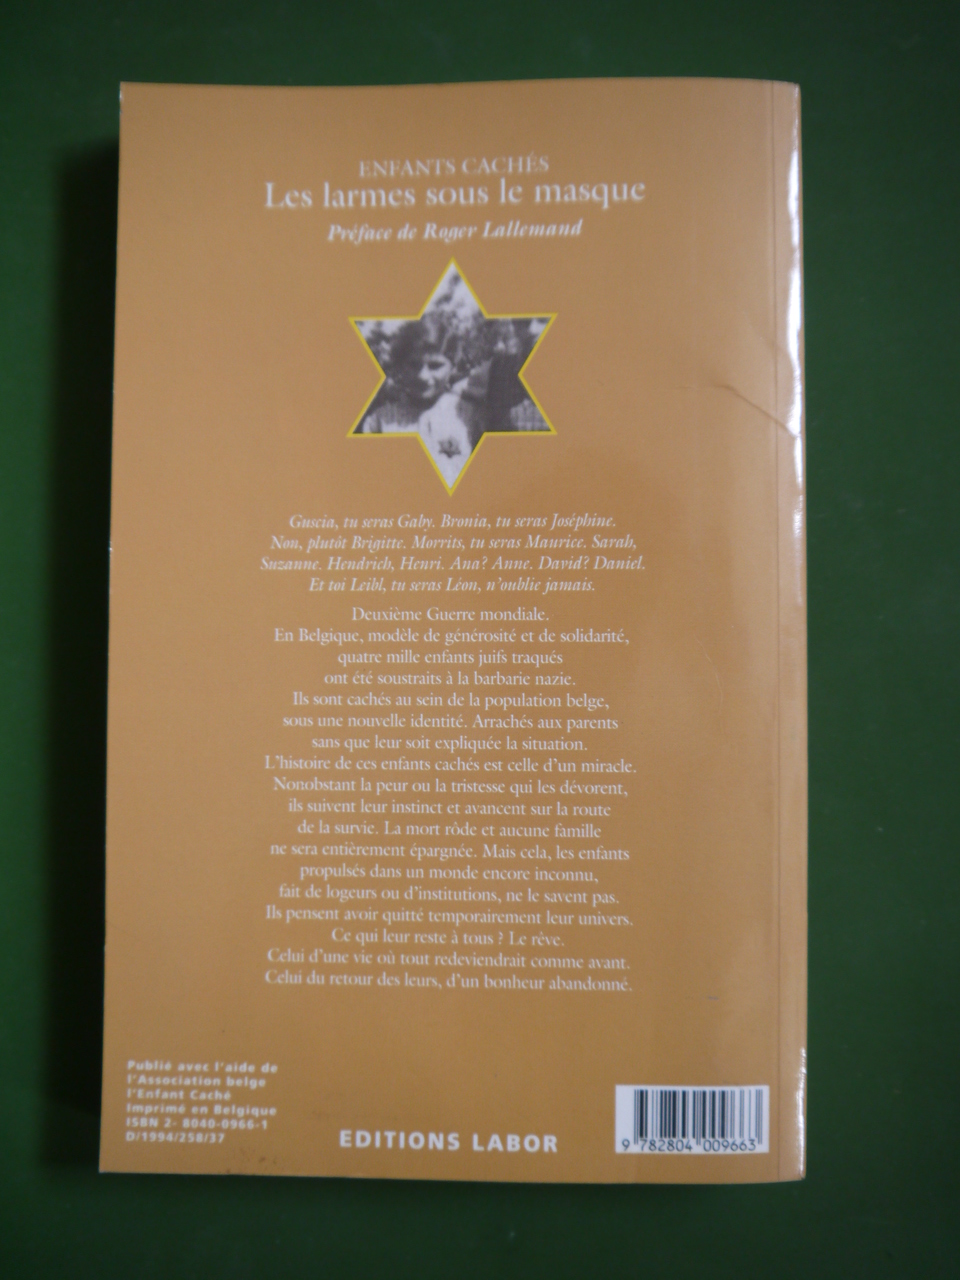 ENFANTS CACHÉS
Les larmes sous le masque
Préface de Roger Lallemand
Guscia, tu seras Gaby. Bronia, tu seras Joséphine.
Non, plutôt Brigitte. Morrits, tu seras Maurice. Sarah,
Suzanne. Hendrich, Henri. Ana? Anne. David? Daniel.
Et toi Leibl, tu seras Léon, n'oublie jamais.
Deuxième Guerre mondiale.
En Belgique, modèle de générosité et de solidarité,
quatre mille enfants juifs traqués
ont été soustraits à la barbarie nazie.
Ils sont cachés au sein de la population belge,
sous une nouvelle identité. Arrachés aux parents
sans que leur soit expliquée la situation.
L'histoire de ces enfants cachés est celle d'un miracle.
Nonobstant la peur ou la tristesse qui les dévorent,
ils suivent leur instinct et avancent sur la route
de la survie. La mort rôde et aucune famille
ne sera entièrement épargnée. Mais cela, les enfants
propulsés dans un monde encore inconnu,
fait de logeurs ou d'institutions, ne le savent pas.
Ils pensent avoir quitté temporairement leur univers.
Ce qui leur reste à tous ? Le rêve.
Celui d'une vie où tout redeviendrait comme avant.
Celui du retour des leurs, d'un bonheur abandonné.
Publié avec l'aide de
l'Association belge
l'Enfant Caché
Imprimé en Belgique
ISBN 2- 8040-0966-1
D/1994/258/37
EDITIONS LABOR
9 782804 009663